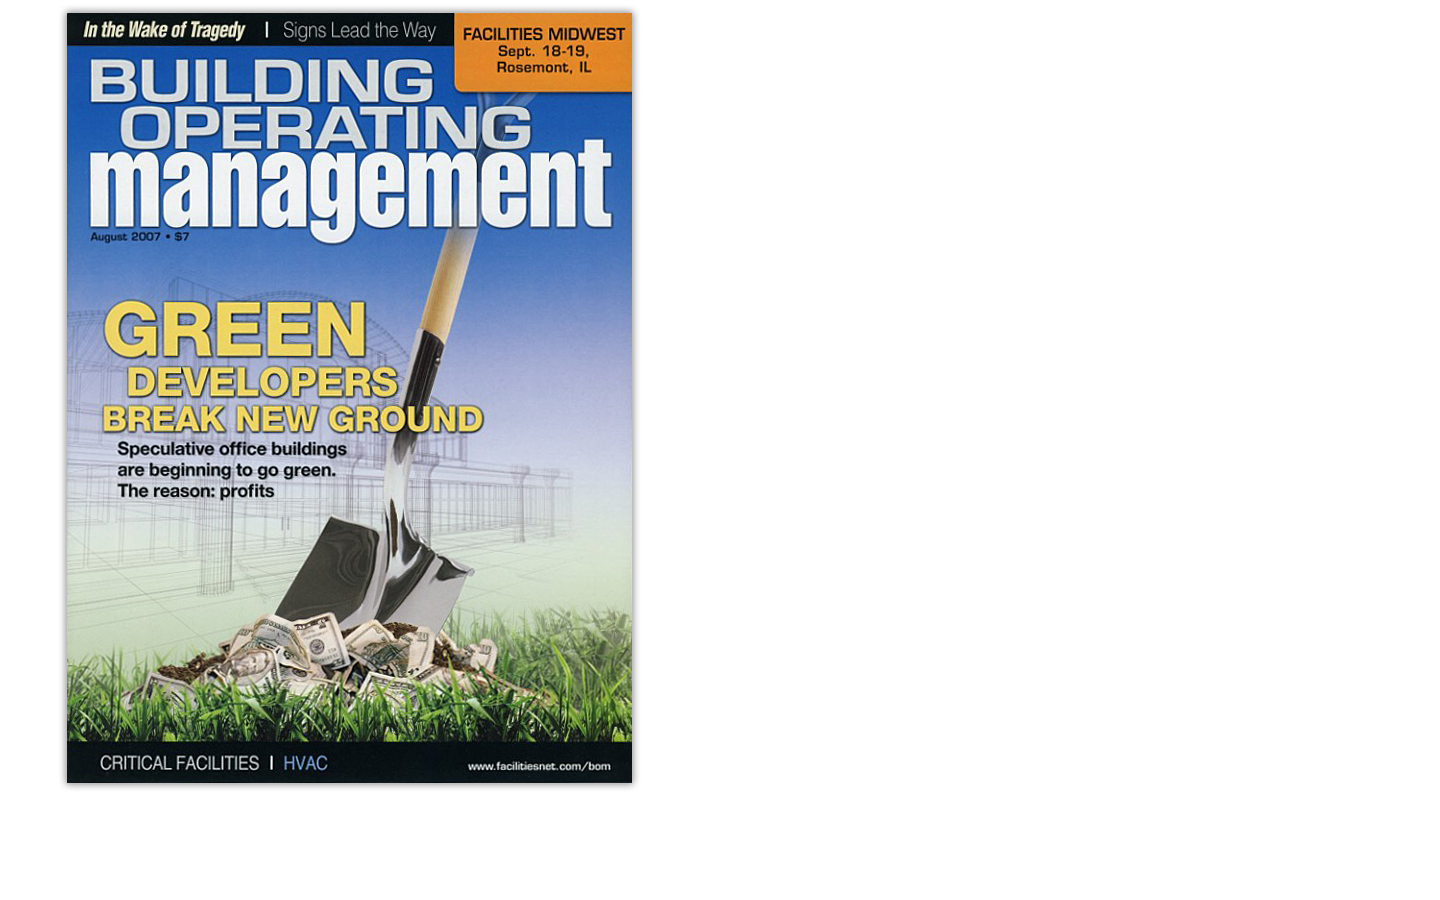 In the Wake of Tragedy | Signs Lead the Way
FACILITIES MIDWEST
Sept. 18-19,
Rosemont, IL
BUILDING
OPERATING
management
August 2007 • $7
GREEN
DEVELOPERS
BREAK NEW GROUND
Speculative office buildings
are beginning to go green.
The reason: profits
CRITICAL FACILITIES | HVAC
www.facilitiesnet.com/bom